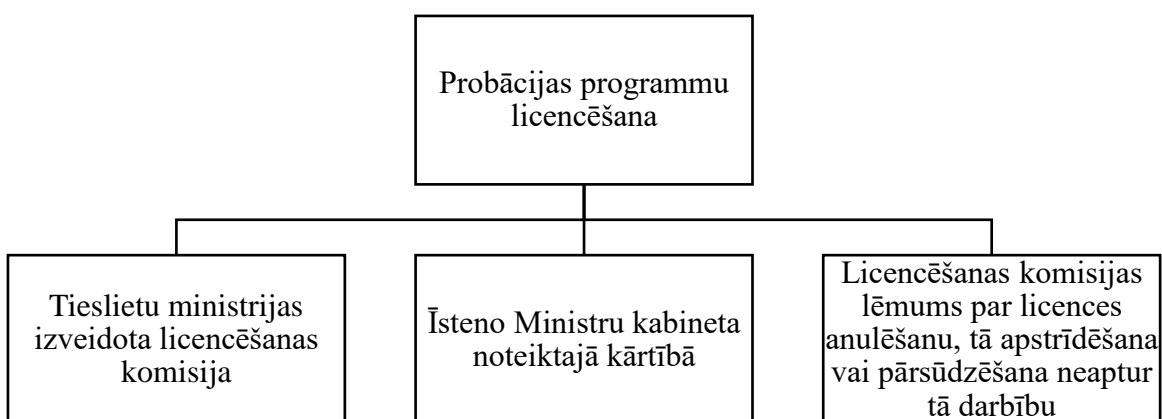 Probācijas programmu
licencēšana
Tieslietu ministrijas
izveidota licencēšanas
komisija
Īsteno Ministru kabineta
noteiktajā kārtībā
Licencēšanas komisijas
lēmums par licences
anulēšanu, tā apstrīdēšana
vai pārsūdzēšana neaptur
tā darbību